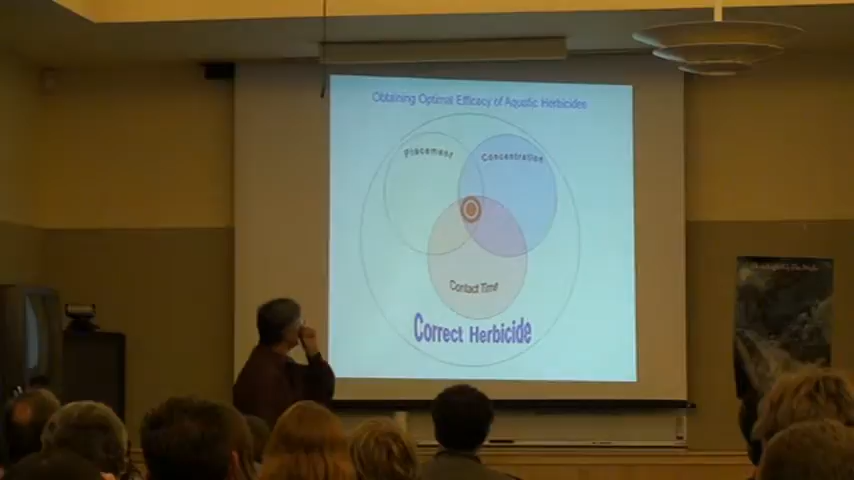 Obtaining Optimal Efficacy of Aquatic Herbicides
Placement
Concentration
Contact Time
Correct Herbicide